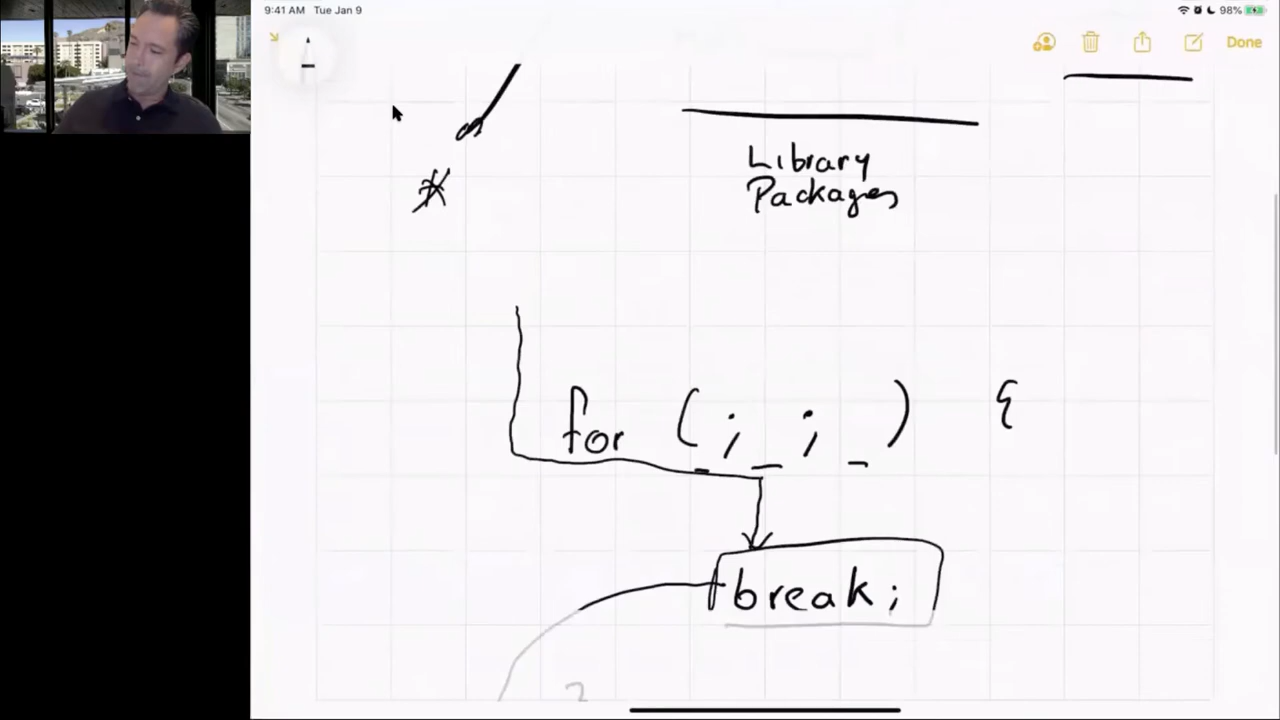 9:41 AM Tue Jan 9
98%
Done
Library
Packages
for ( ; _ ; _ ) {
break;